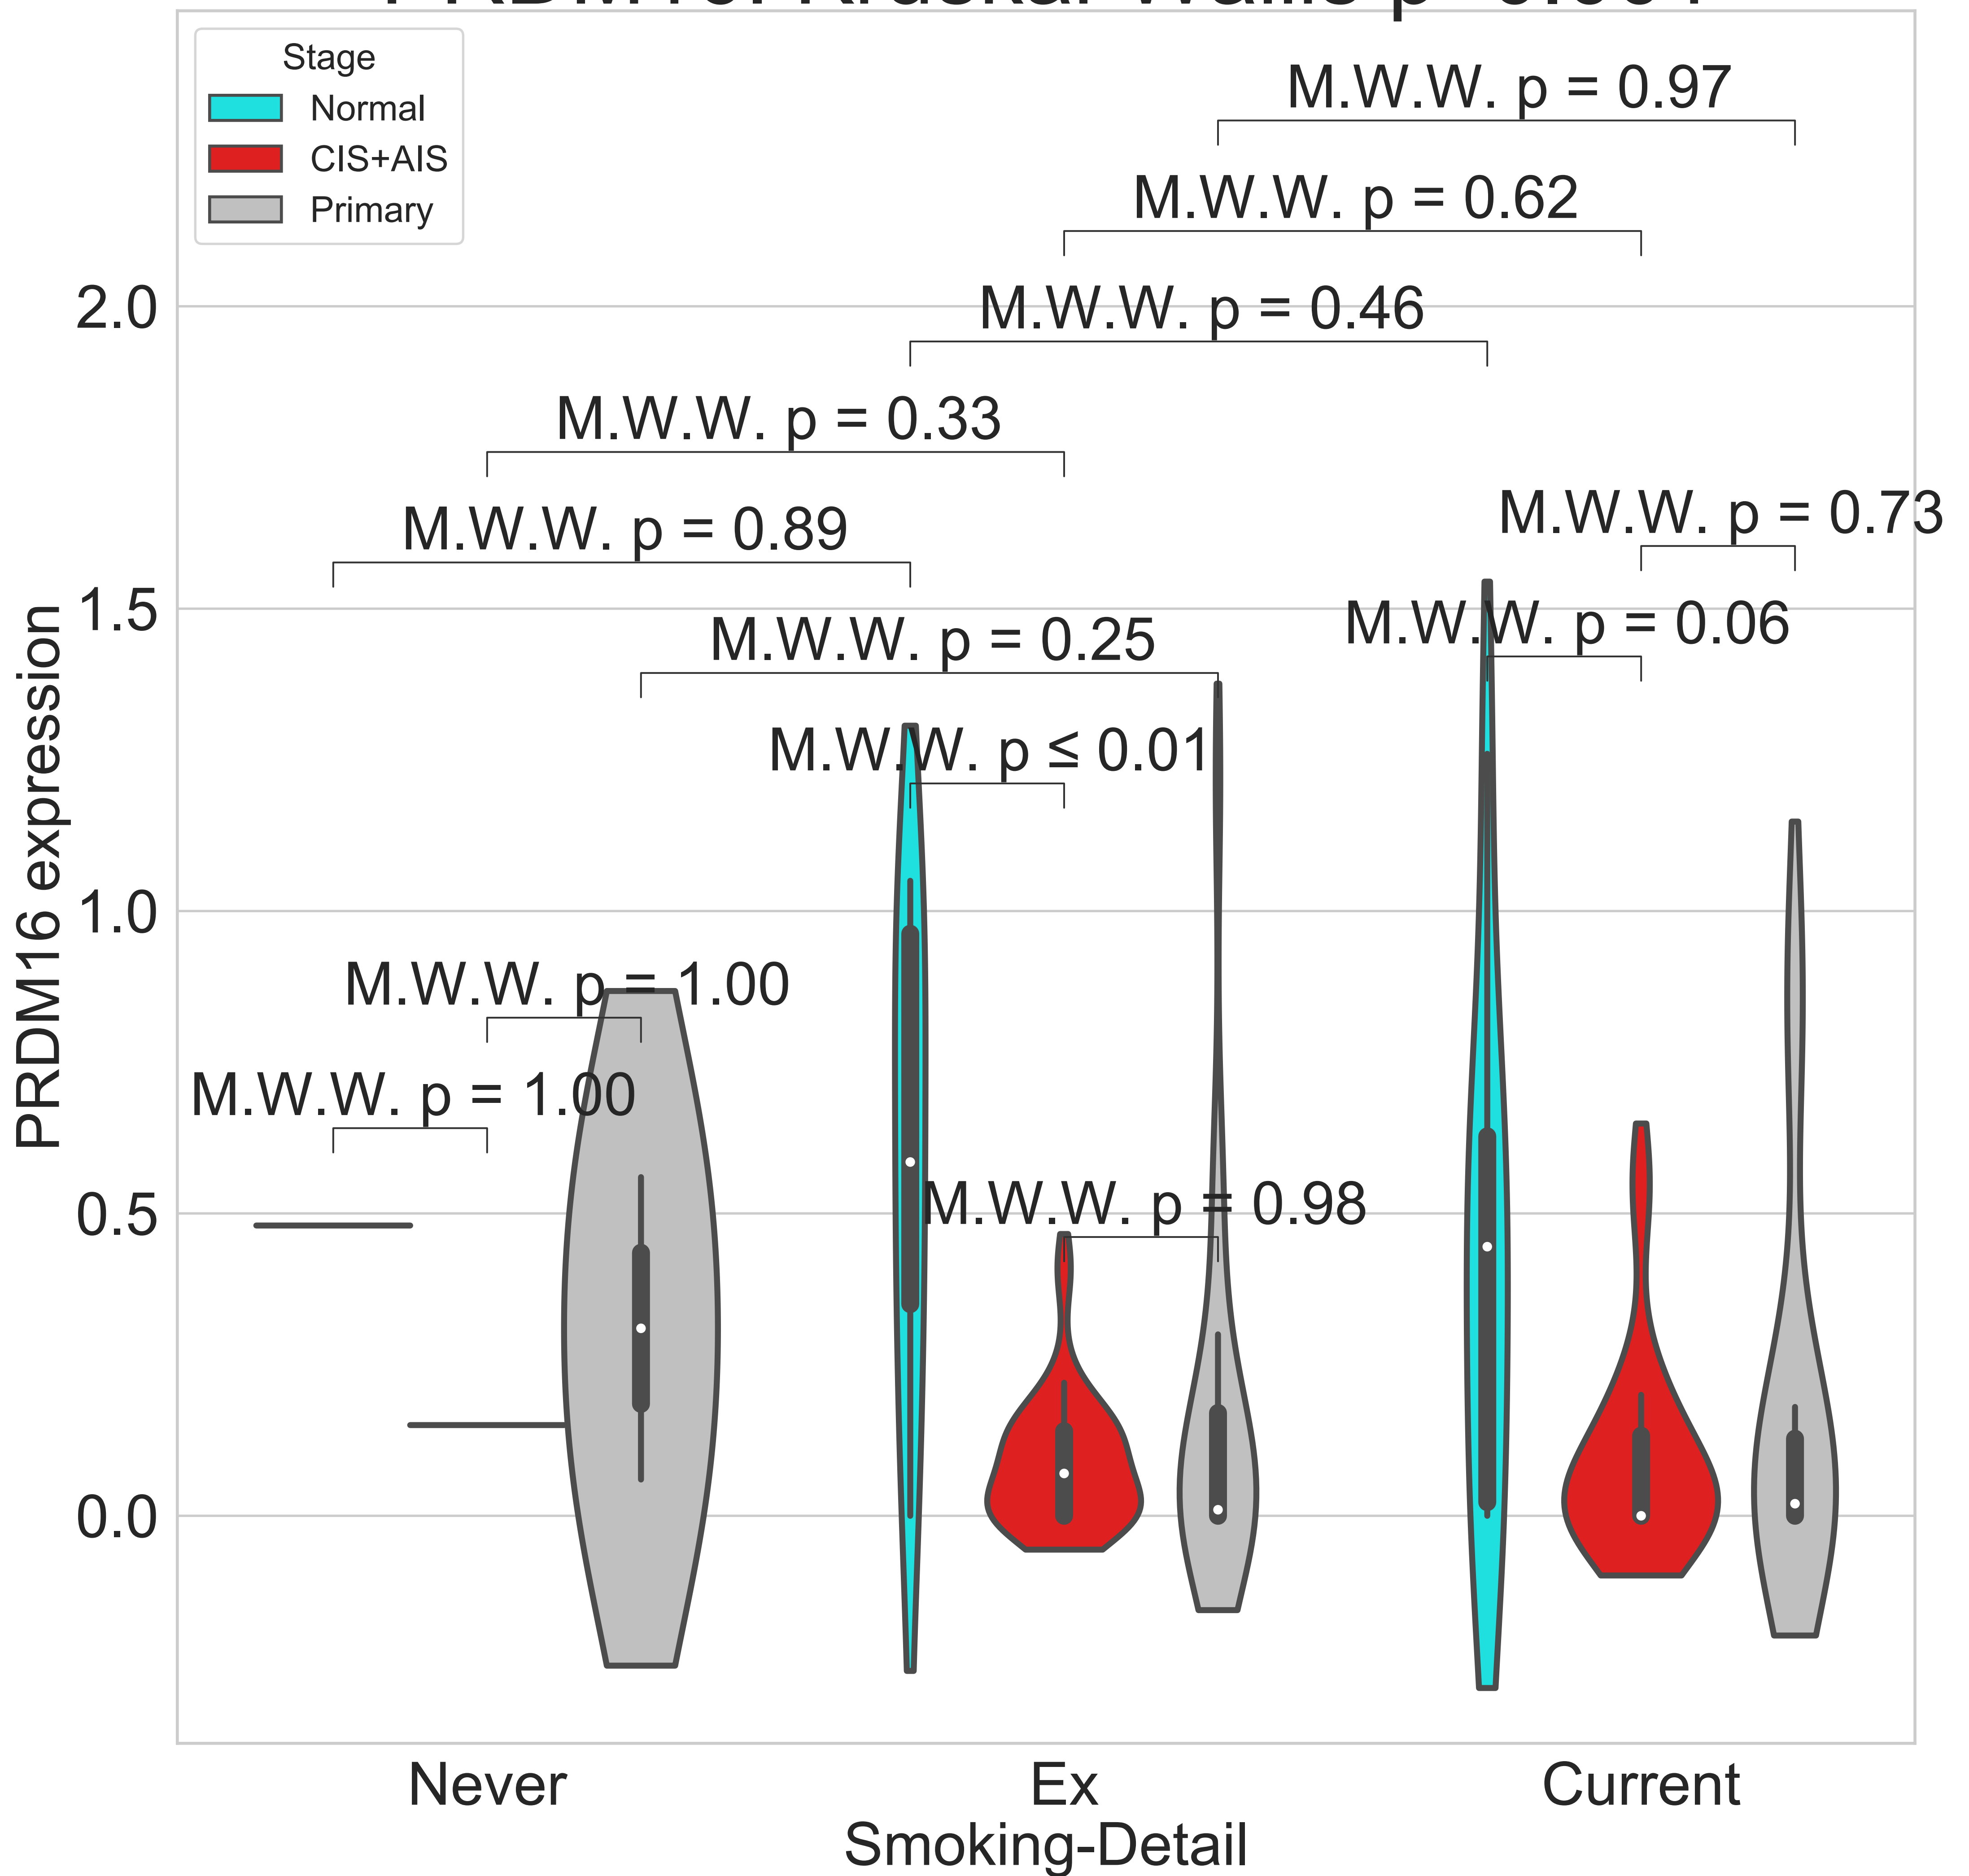 Stage
Normal
CIS+AIS
Primary
M.W.W. p = 0.97
M.W.W. p = 0.62
M.W.W. p = 0.46
M.W.W. p = 0.33
M.W.W. p = 0.73
M.W.W. p = 0.89
M.W.W. p = 0.06
M.W.W. p = 0.25
M.W.W. p ≤ 0.01
M.W.W. p = 1.00
M.W.W. p = 1.00
M.W.W. p = 0.98
PRDM16 expression
2.0
1.5
1.0
0.5
0.0
Never
Ex
Current
Smoking-Detail